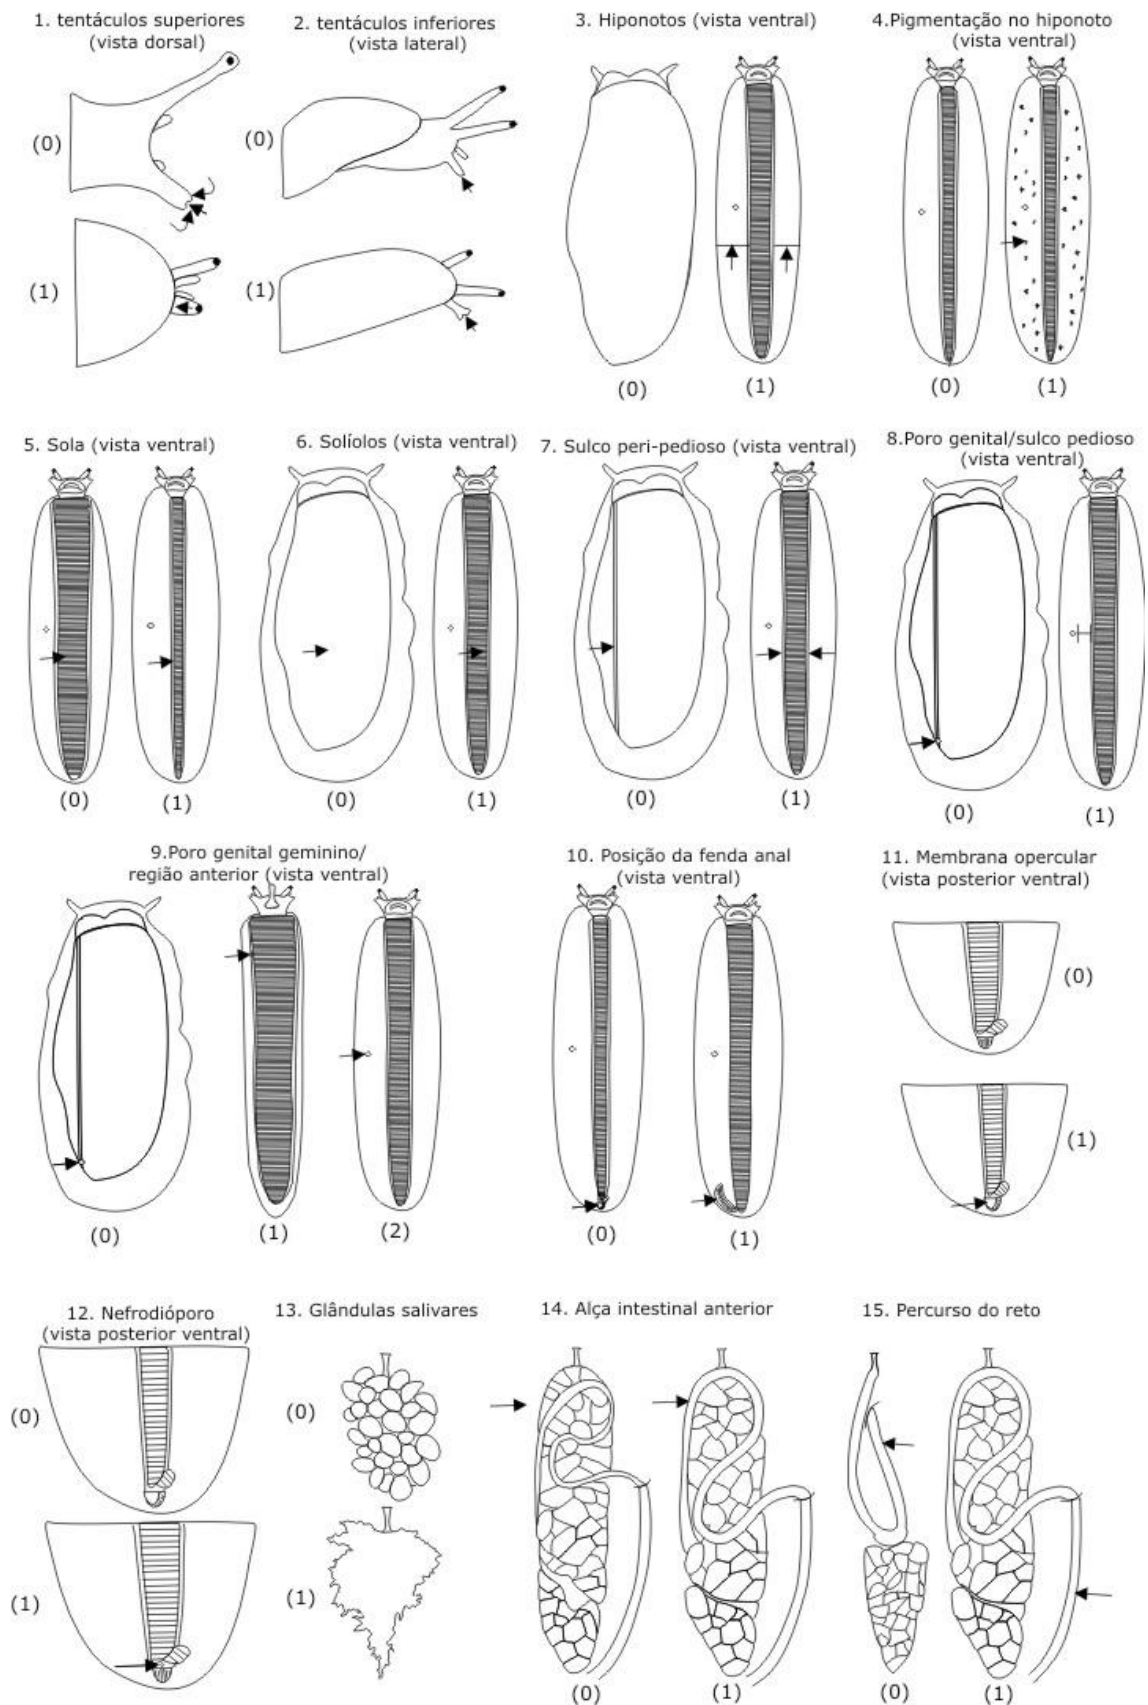 1. tentáculos superiores
(vista dorsal)
2. tentáculos inferiores
(vista lateral)
3. Hiponotos (vista ventral)
4.Pigmentação no hiponoto
(vista ventral)
(0)
(1)
(0)
(1)
(0)
(1)
(0)
(1)
5. Sola (vista ventral)
6. Solíolos (vista ventral)
7. Sulco peri-pedioso (vista ventral)
8.Poro genital/sulco pedioso
(vista ventral)
(0)
(1)
(0)
(1)
(0)
(1)
(0)
(1)
9.Poro genital geminino/
região anterior (vista ventral)
10. Posição da fenda anal
(vista ventral)
11. Membrana opercular
(vista posterior ventral)
(0)
(1)
(2)
(0)
(1)
(0)
(1)
12. Nefrodióporo
(vista posterior ventral)
13. Glândulas salivares
14. Alça intestinal anterior
15. Percurso do reto
(0)
(1)
(0)
(1)
(0)
(1)
(0)
(1)